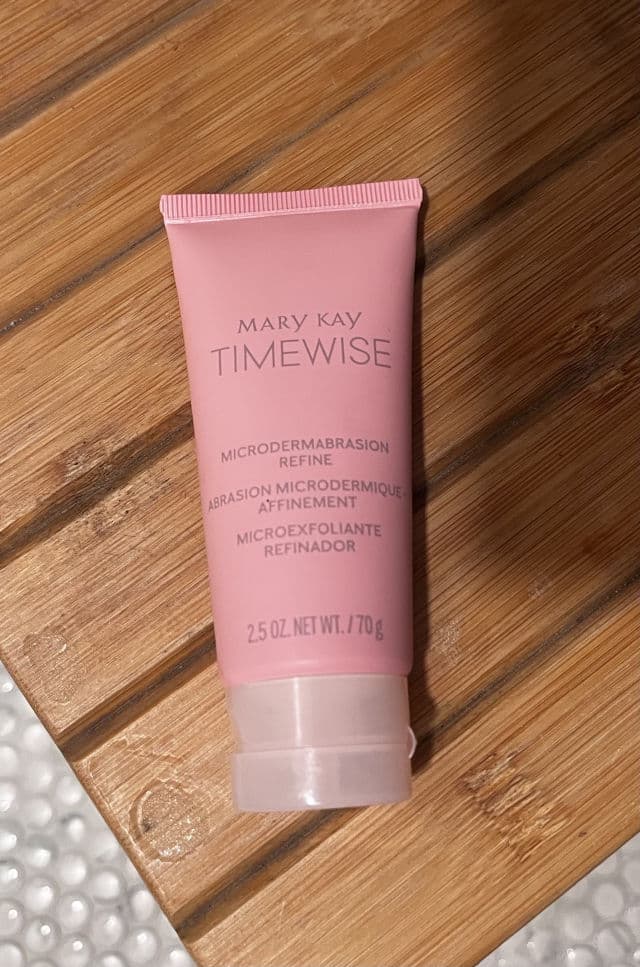 MARY KAY
TIMEWISE
MICRODERMABRASION
REFINE
ABRASION MICRODERMIQUE-
AFFINEMENT
MICROEXFOLIANTE
REFINADOR
2.5 OZ. NET WT. / 70 g